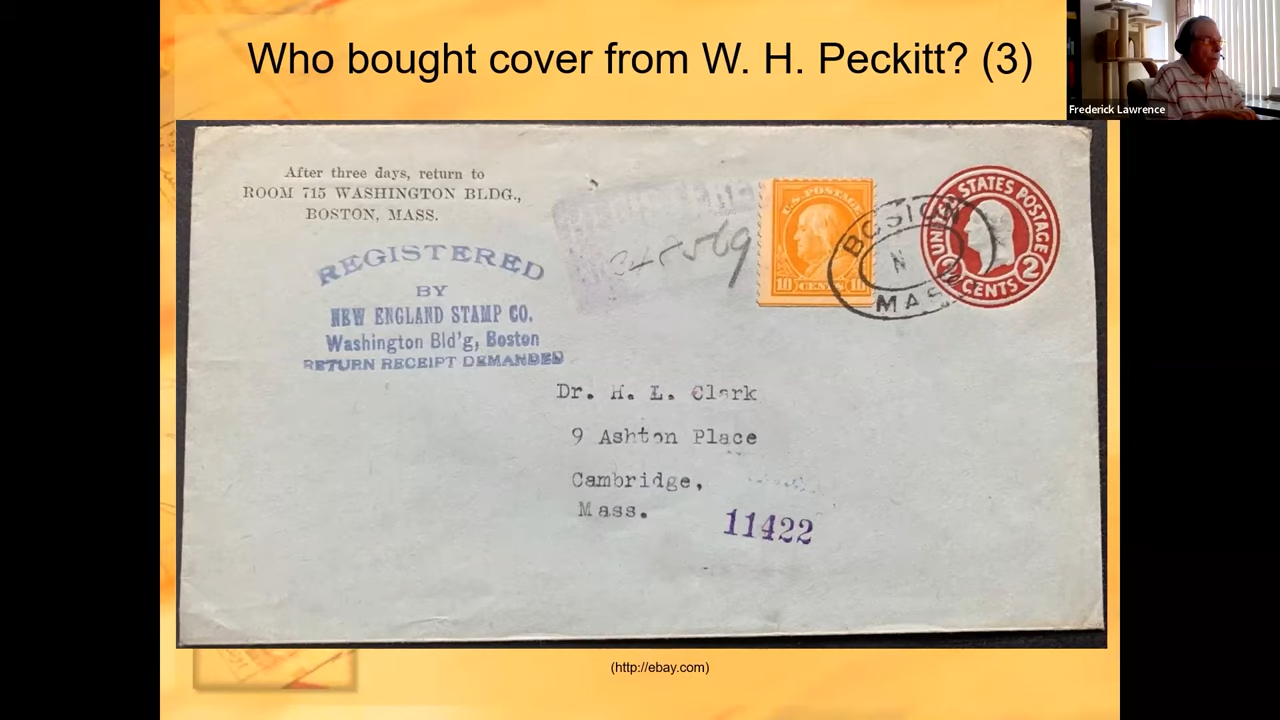 Who bought cover from W. H. Peckitt? (3)
Frederick Lawrence
After three days, return to
ROOM 715 WASHINGTON BLDG.,
BOSTON, MASS.
REGISTERED
BY
NEW ENGLAND STAMP CO.
Washington Bld'g, Boston
RETURN RECEIPT DEMANDED
U.S. POSTAGE
10 CENTS 10
BOSTON
N
MASS
UNITED STATES POSTAGE
2 CENTS 2
Dr. H. L. Clark
9 Ashton Place
Cambridge,
Mass.
11422
(http://ebay.com)